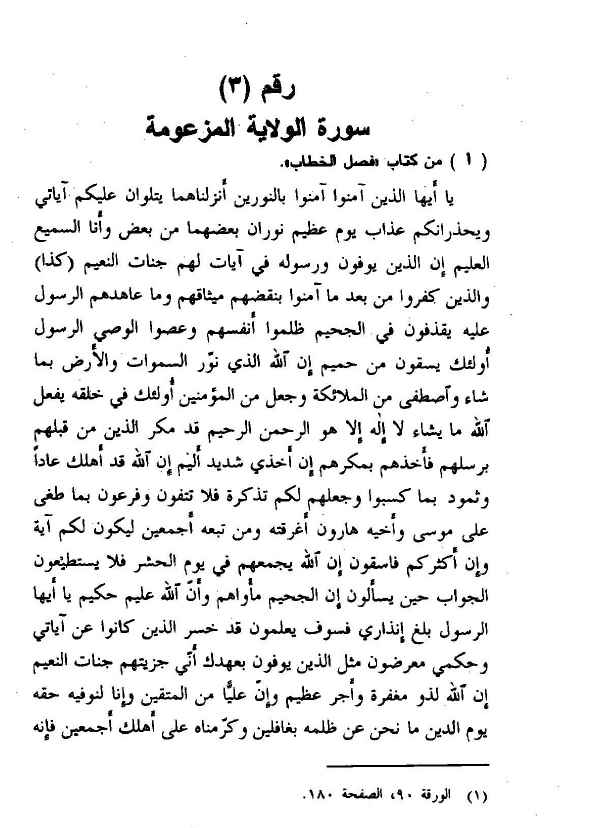 رقم (٣)
سورة الولاية المزعومة
(١) من كتاب «فصل الخطاب».
يا أيها الذين آمنوا آمنوا بالنورين أنزلناهما يتلوان عليكم آياتي
ويحذرانكم عذاب يوم عظيم نوران بعضهما من بعض وأنا السميع
العليم إن الذين يوفون ورسوله في آيات لهم جنات النعيم (كذا)
والذين كفروا من بعد ما آمنوا بنقضهم ميثاقهم وما عاهدهم الرسول
عليه يقذفون في الجحيم ظلموا أنفسهم وعصوا الوصي الرسول
أولئك يسقون من حميم إن الله الذي نوّر السموات والأرض بما
شاء وآصطفى من الملائكة وجعل من المؤمنين أولئك في خلقه يفعل
الله ما يشاء لا إله إلا هو الرحمن الرحيم قد مكر الذين من قبلهم
برسلهم فأخذهم بمكرهم إن أخذي شديد أليم إن الله قد أهلك عاداً
وثمود بما كسبوا وجعلهم لكم تذكرة فلا تتقون وفرعون بما طغى
على موسى وأخيه هارون أغرقته ومن تبعه أجمعين ليكون لكم آية
وإن أكثركم فاسقون إن الله يجمعهم في يوم الحشر فلا يستطيعون
الجواب حين يسألون إن الجحيم مأواهم وأنّ الله عليم حكيم يا أيها
الرسول بلغ إنذاري فسوف يعلمون قد خسر الذين كانوا عن آياتي
وحكمي معرضون مثل الذين يوفون بعهدك أنّي جزيتهم جنات النعيم
إن الله لذو مغفرة وأجر عظيم وإنّ عليًّا من المتقين وإنا لنوفيه حقه
يوم الدين ما نحن عن ظلمه بغافلين وكرّمناه على أهلك أجمعين فإنه
(١) الورقة ٩٠، الصفحة ١٨٠.